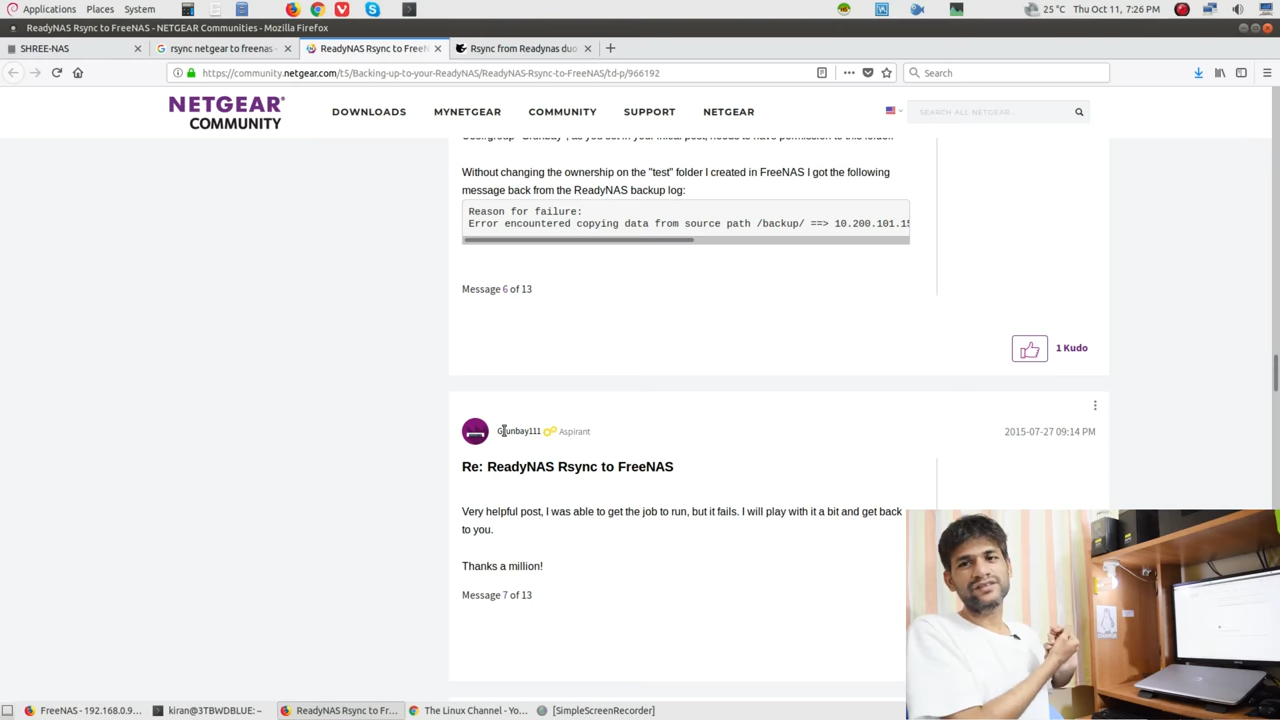 Applications Places System
25 °C Thu Oct 11, 7:26 PM
ReadyNAS Rsync to FreeNAS - NETGEAR Communities - Mozilla Firefox
SHREE-NAS
rsync netgear to freenas -
ReadyNAS Rsync to FreeN
Rsync from Readynas duo
https://community.netgear.com/t5/Backing-up-to-your-ReadyNAS/ReadyNAS-Rsync-to-FreeNAS/td-p/966192
Search
NETGEAR®
COMMUNITY
DOWNLOADS MYNETGEAR COMMUNITY SUPPORT NETGEAR
SEARCH ALL NETGEAR...
Without changing the ownership on the "test" folder I created in FreeNAS I got the following
message back from the ReadyNAS backup log:
Reason for failure:
Error encountered copying data from source path /backup/ ==> 10.200.101.15
Message 6 of 13
1 Kudo
Grunbay111 Aspirant
2015-07-27 09:14 PM
Re: ReadyNAS Rsync to FreeNAS
Very helpful post, I was able to get the job to run, but it fails. I will play with it a bit and get back
to you.
Thanks a million!
Message 7 of 13
FreeNAS - 192.168.0.9...
kiran@3TBWDBLUE: ~
ReadyNAS Rsync to Fr...
The Linux Channel - Yo...
[SimpleScreenRecorder]